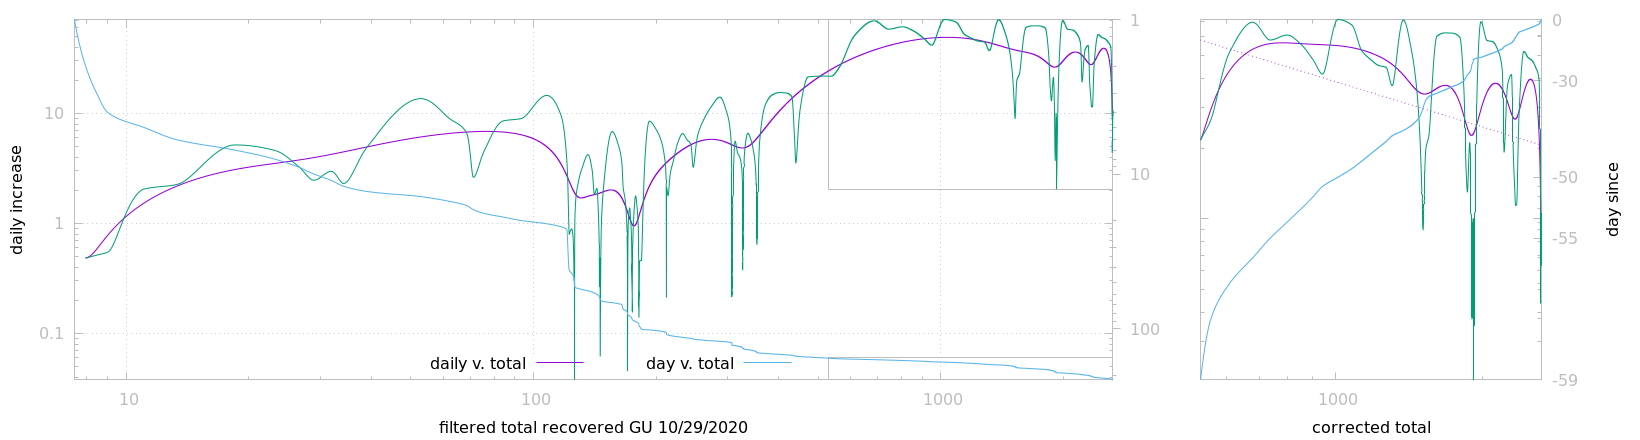 daily increase
10
1
0.1
daily v. total
day v. total
1
10
100
10
100
1000
filtered total recovered GU 10/29/2020
0
-30
-50
-55
-59
day since
1000
corrected total